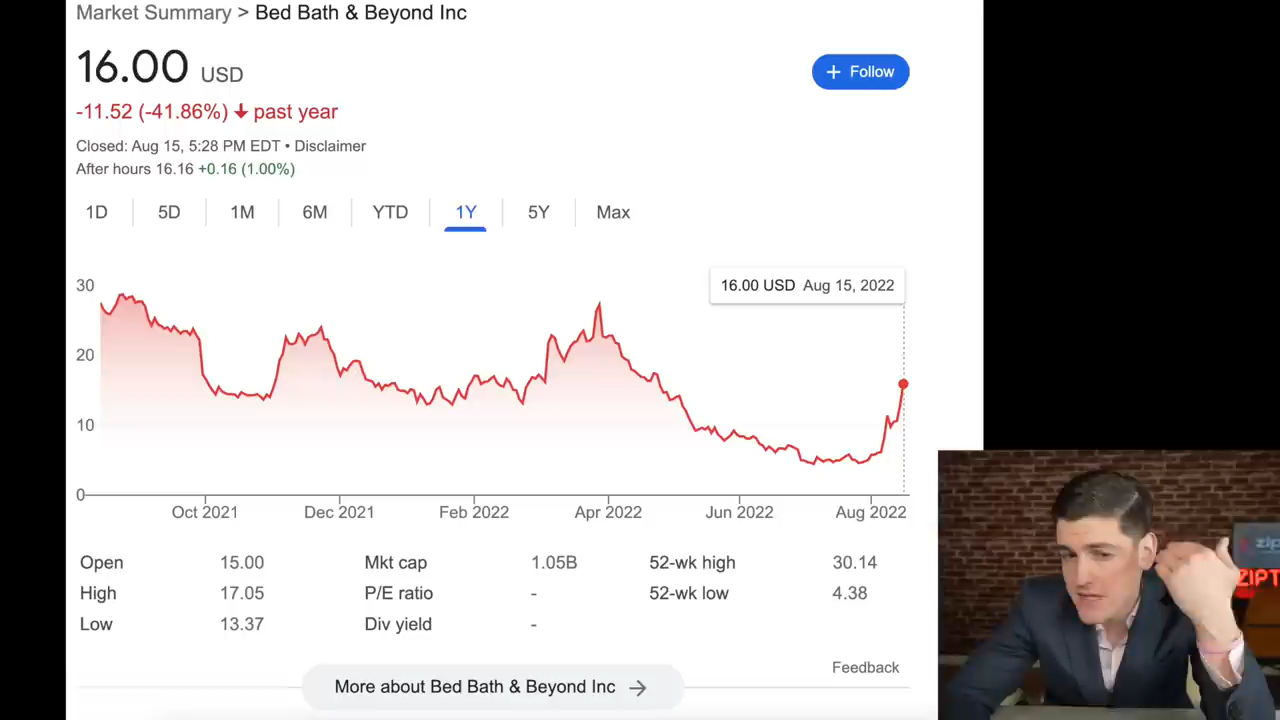 Market Summary > Bed Bath & Beyond Inc
16.00 USD
+ Follow
-11.52 (-41.86%) ↓ past year
Closed: Aug 15, 5:28 PM EDT • Disclaimer
After hours 16.16 +0.16 (1.00%)
1D 5D 1M 6M YTD 1Y 5Y Max
16.00 USD Aug 15, 2022
30
20
10
0
Oct 2021 Dec 2021 Feb 2022 Apr 2022 Jun 2022 Aug 2022
Open 15.00 Mkt cap 1.05B 52-wk high 30.14
High 17.05 P/E ratio - 52-wk low 4.38
Low 13.37 Div yield -
Feedback
More about Bed Bath & Beyond Inc →
zip
ZIPT